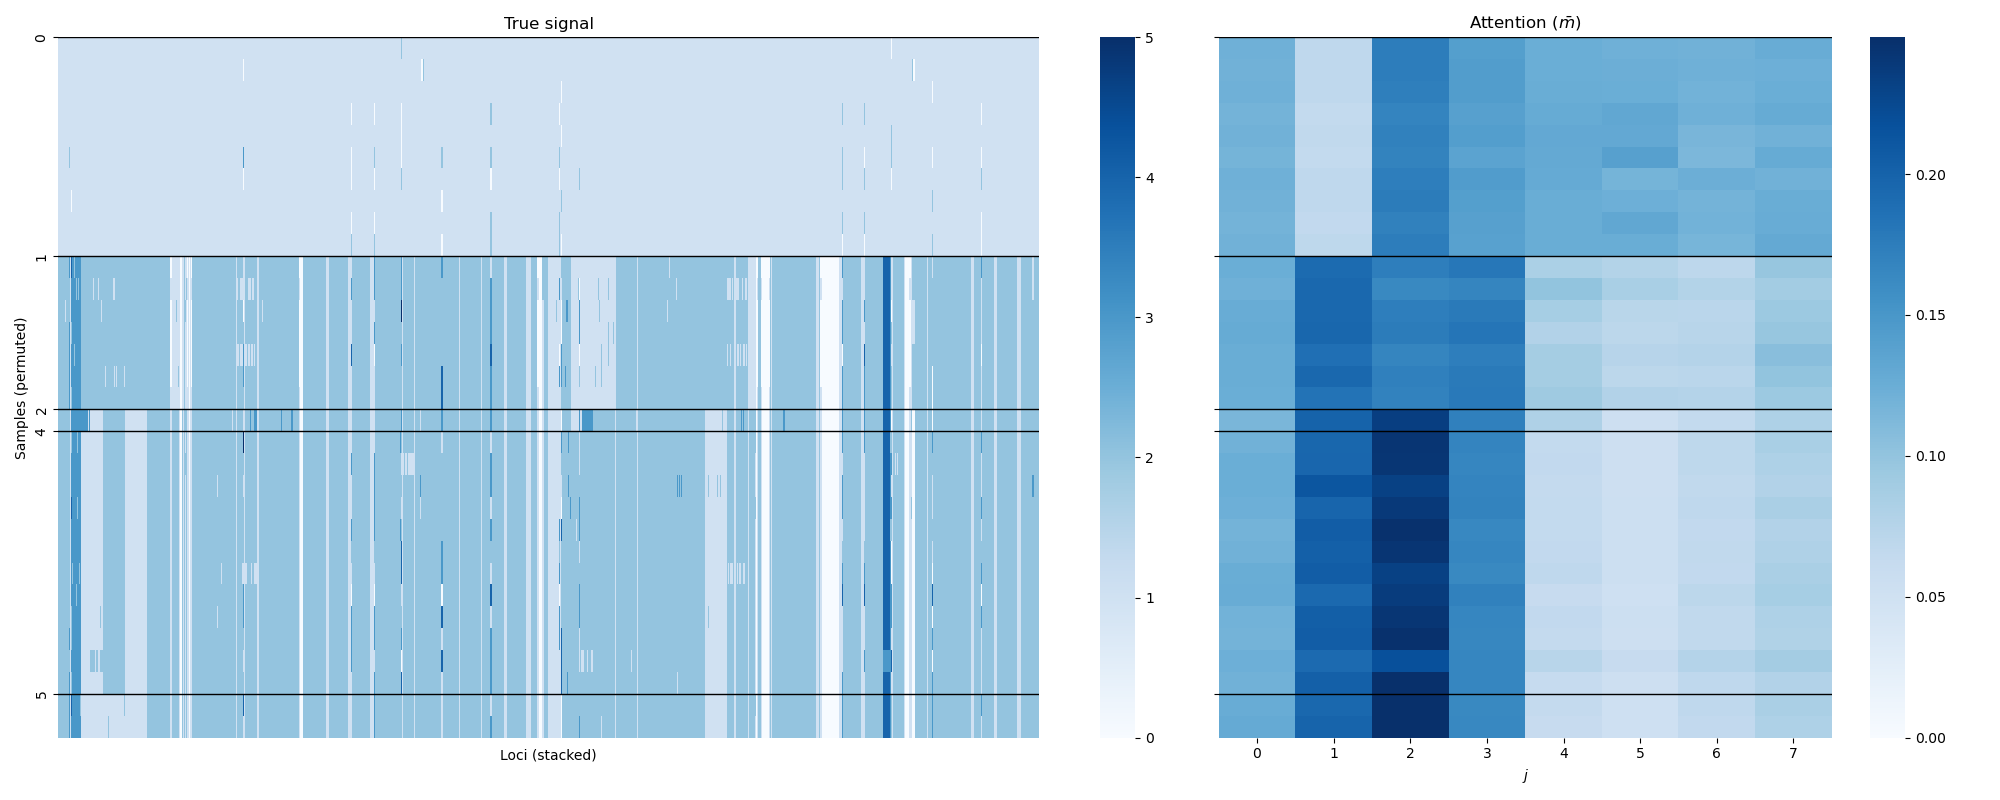 True signal
Attention (m̄)
Samples (permuted)
0
1
2
4
5
Loci (stacked)
5
4
3
2
1
0
0 1 2 3 4 5 6 7
j
0.20
0.15
0.10
0.05
0.00